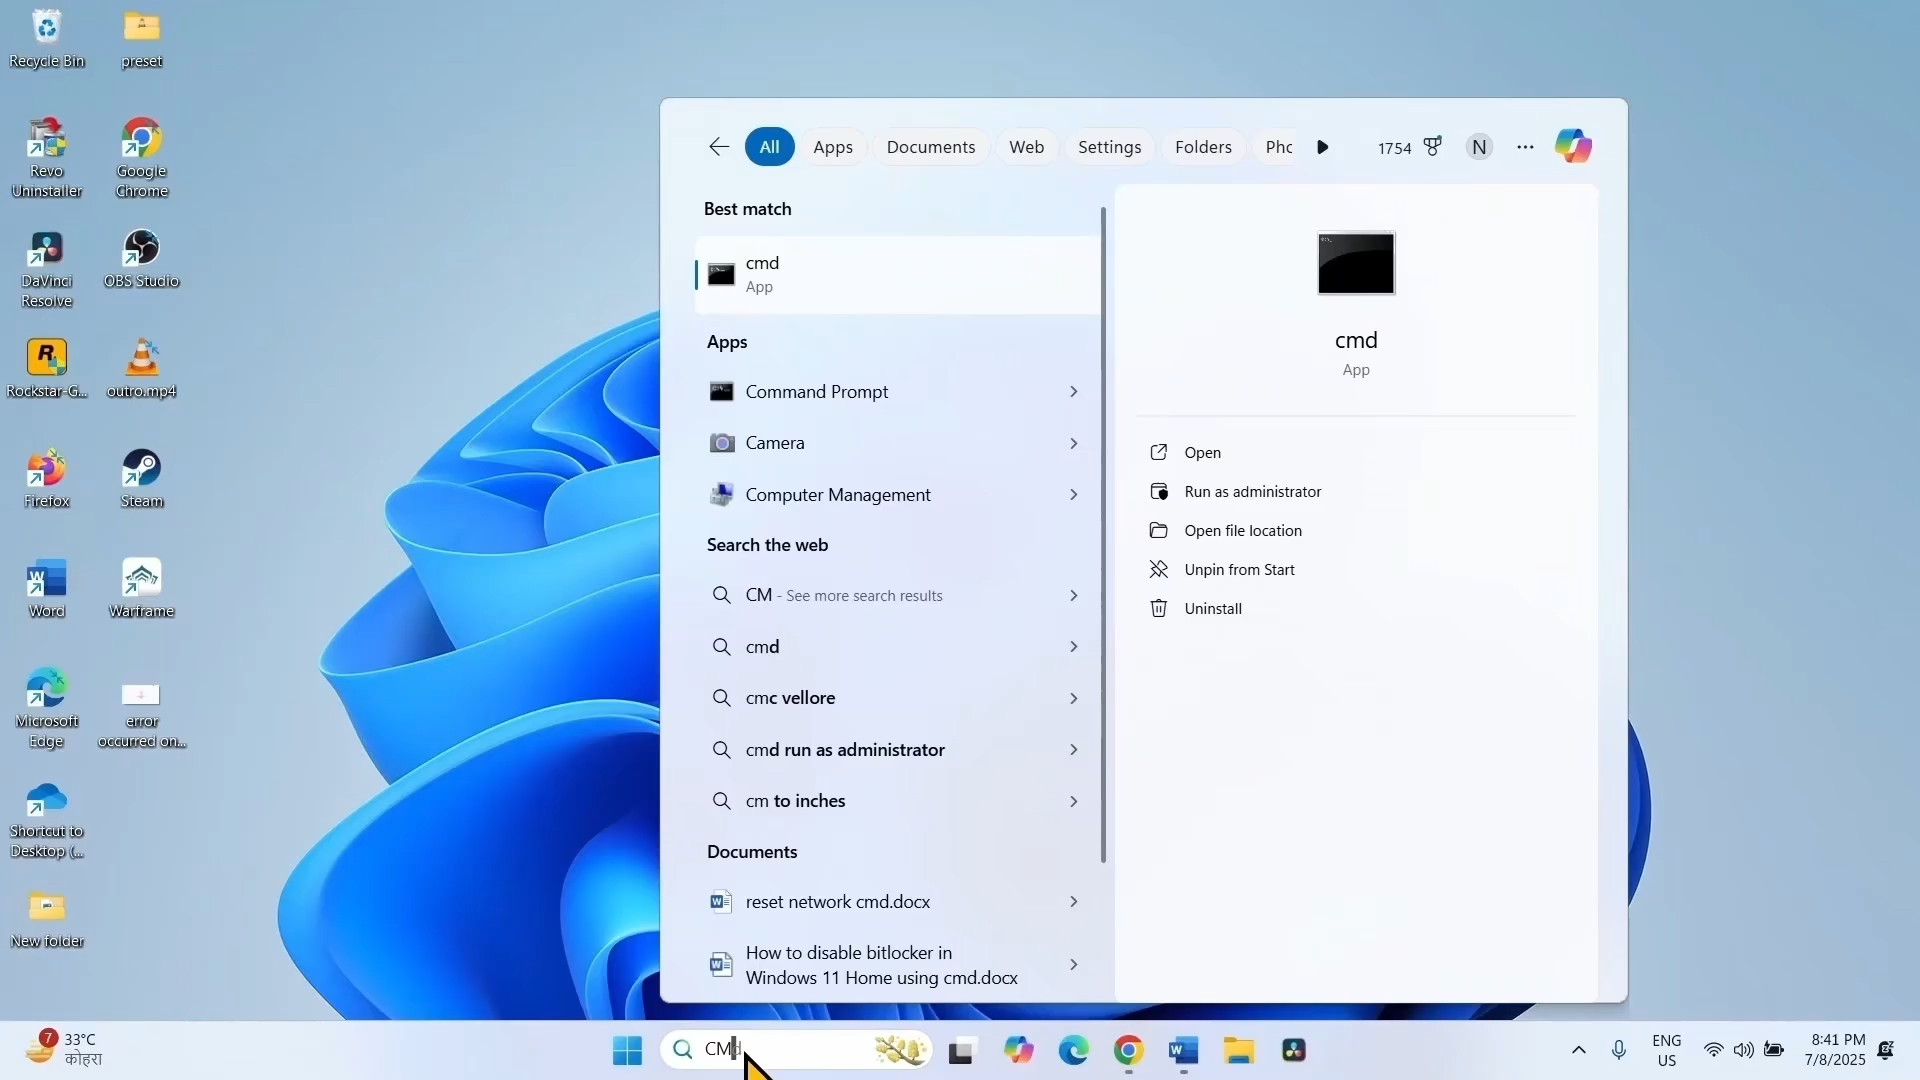 Recycle Bin
preset
Revo
Uninstaller
Google
Chrome
DaVinci
Resolve
OBS Studio
Rockstar-G...
outro.mp4
Firefox
Steam
Word
Warframe
Microsoft
Edge
error
occurred on...
Shortcut to
Desktop (...
New folder
All
Apps
Documents
Web
Settings
Folders
Pho
1754
N
Best match
cmd
App
Apps
Command Prompt
Camera
Computer Management
Search the web
CM - See more search results
cmd
cmc vellore
cmd run as administrator
cm to inches
Documents
reset network cmd.docx
How to disable bitlocker in
Windows 11 Home using cmd.docx
cmd
App
Open
Run as administrator
Open file location
Unpin from Start
Uninstall
7
33°C
कोहरा
CMd
ENG
US
8:41 PM
7/8/2025